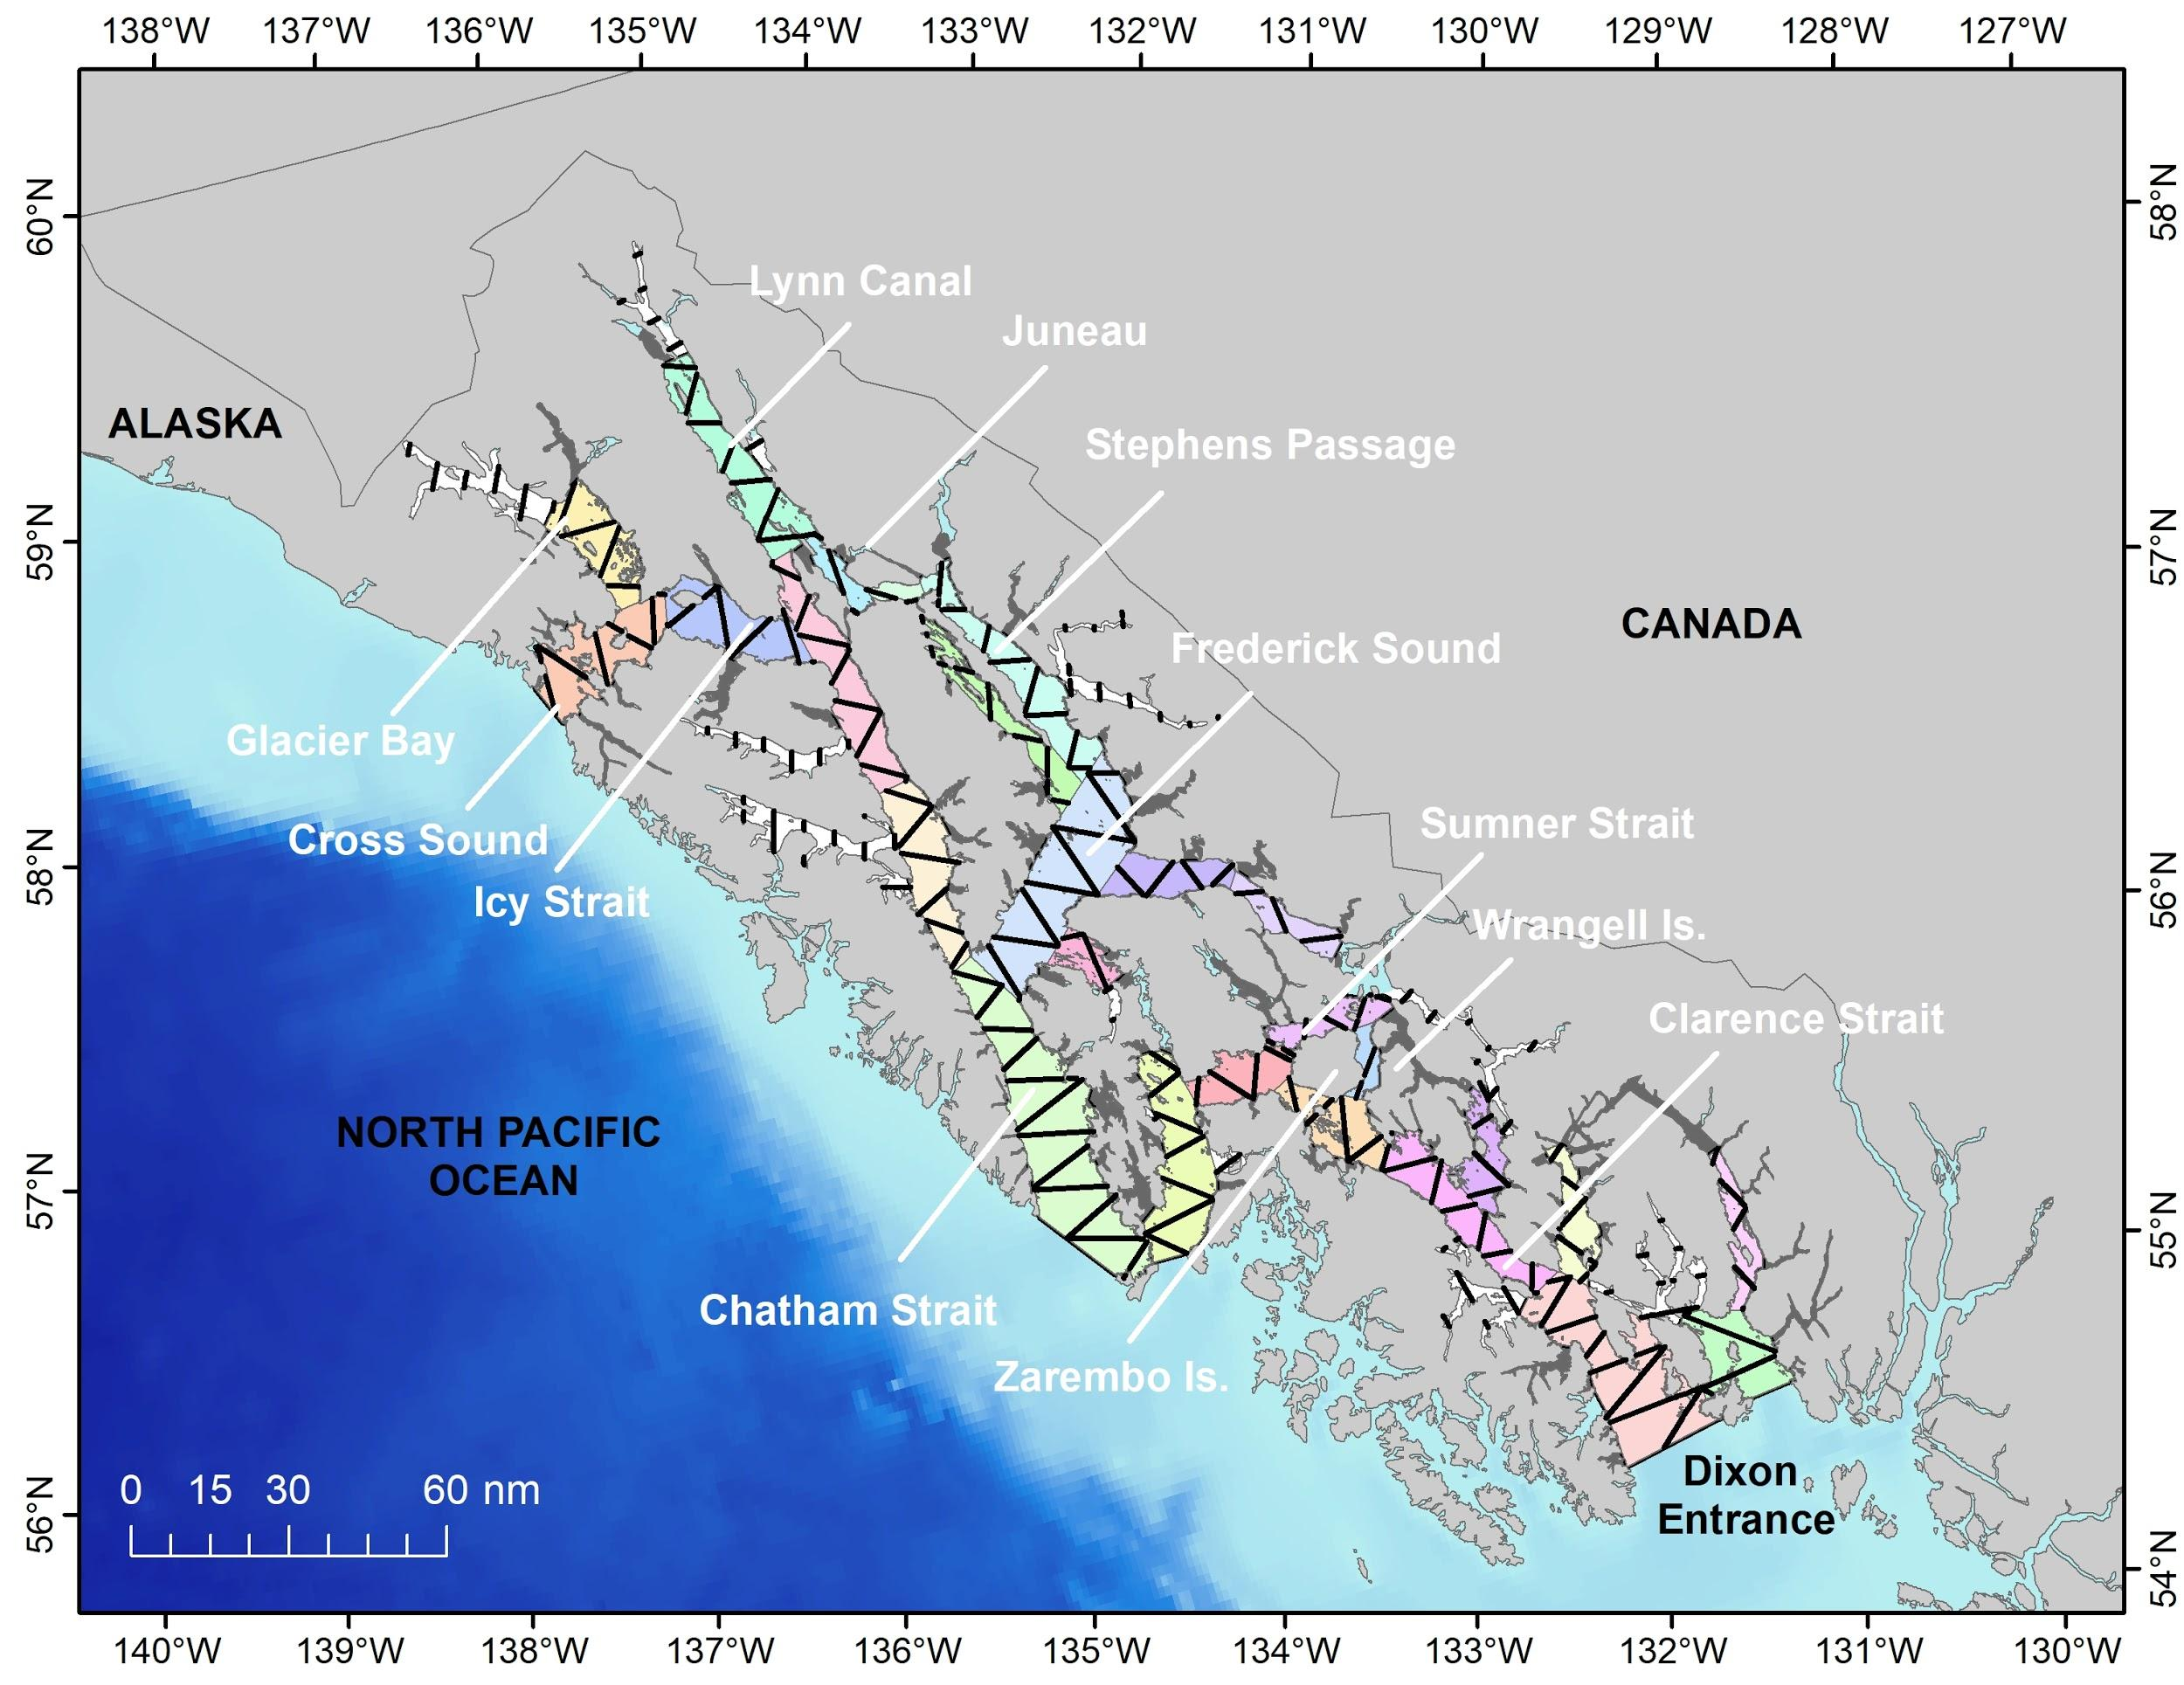 138°W 137°W 136°W 135°W 134°W 133°W 132°W 131°W 130°W 129°W 128°W 127°W
60°N
58°N
Lynn Canal
Juneau
ALASKA
Stephens Passage
59°N
57°N
CANADA
Frederick Sound
Glacier Bay
Cross Sound
Sumner Strait
58°N
56°N
Icy Strait
Wrangell Is.
Clarence Strait
NORTH PACIFIC
OCEAN
57°N
55°N
Chatham Strait
Zarembo Is.
Dixon
Entrance
0 15 30 60 nm
56°N
54°N
140°W 139°W 138°W 137°W 136°W 135°W 134°W 133°W 132°W 131°W 130°W